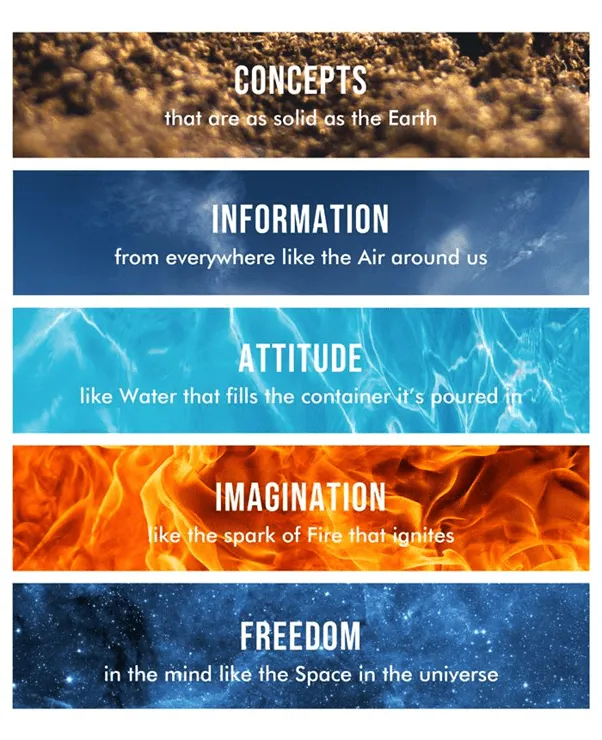 CONCEPTS
that are as solid as the Earth
INFORMATION
from everywhere like the Air around us
ATTITUDE
like Water that fills the container it's poured in
IMAGINATION
like the spark of Fire that ignites
FREEDOM
in the mind like the Space in the universe